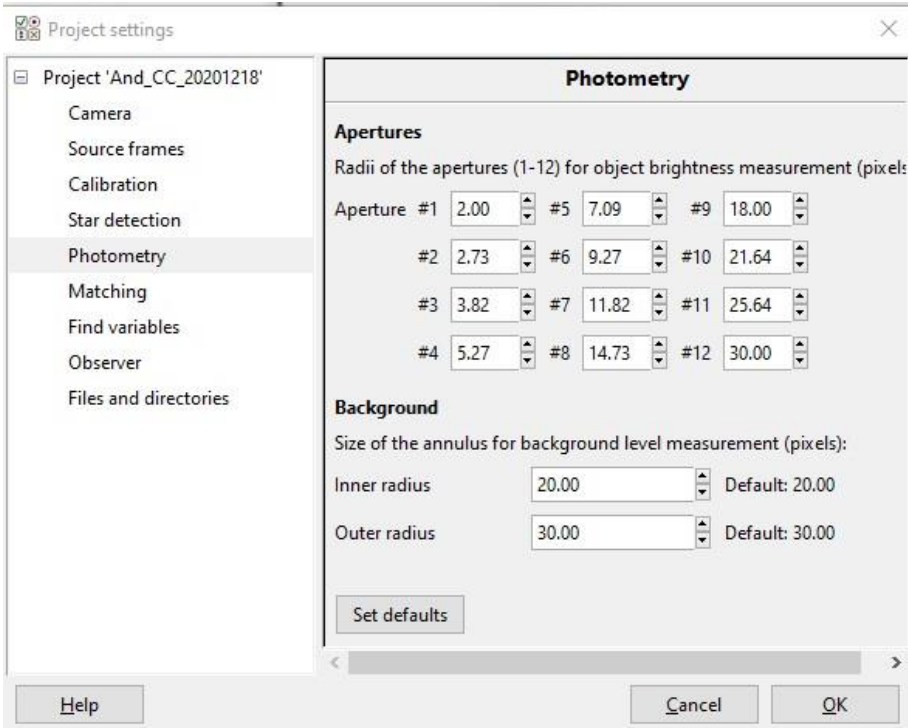 Project settings
Project 'And_CC_20201218'
Camera
Source frames
Calibration
Star detection
Photometry
Matching
Find variables
Observer
Files and directories
Photometry
Apertures
Radii of the apertures (1-12) for object brightness measurement (pixels
Aperture #1 2.00 #5 7.09 #9 18.00
#2 2.73 #6 9.27 #10 21.64
#3 3.82 #7 11.82 #11 25.64
#4 5.27 #8 14.73 #12 30.00
Background
Size of the annulus for background level measurement (pixels):
Inner radius 20.00 Default: 20.00
Outer radius 30.00 Default: 30.00
Set defaults
Help Cancel OK